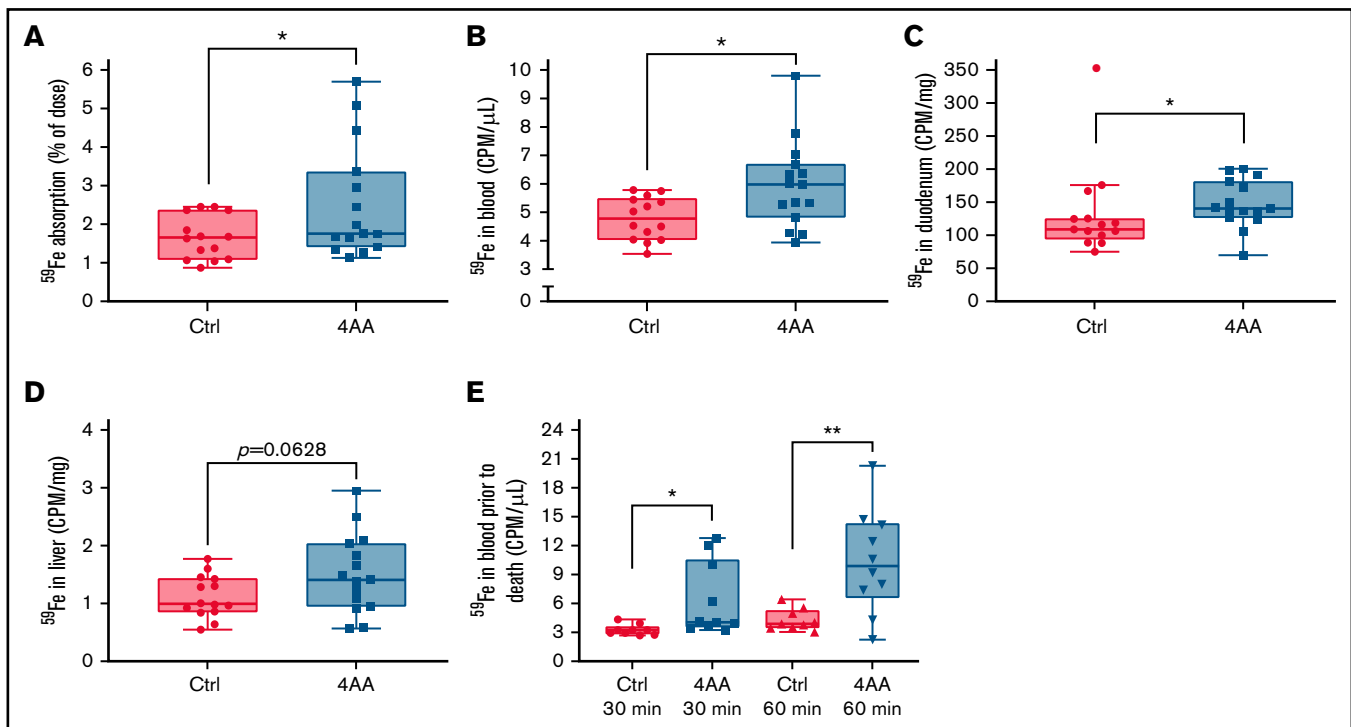 A
*
⁵⁹Fe absorption (% of dose)
6
5
4
3
2
1
0
Ctrl
4AA
B
*
⁵⁹Fe in blood (CPM/μL)
10
9
8
7
6
5
4
3
0
Ctrl
4AA
C
*
⁵⁹Fe in duodenum (CPM/mg)
350
300
250
200
150
100
50
0
Ctrl
4AA
D
p=0.0628
⁵⁹Fe in liver (CPM/mg)
4
3
2
1
0
Ctrl
4AA
E
*
**
⁵⁹Fe in blood prior to
death (CPM/μL)
24
21
18
15
12
9
6
3
0
Ctrl 4AA Ctrl 4AA
30 min 30 min 60 min 60 min